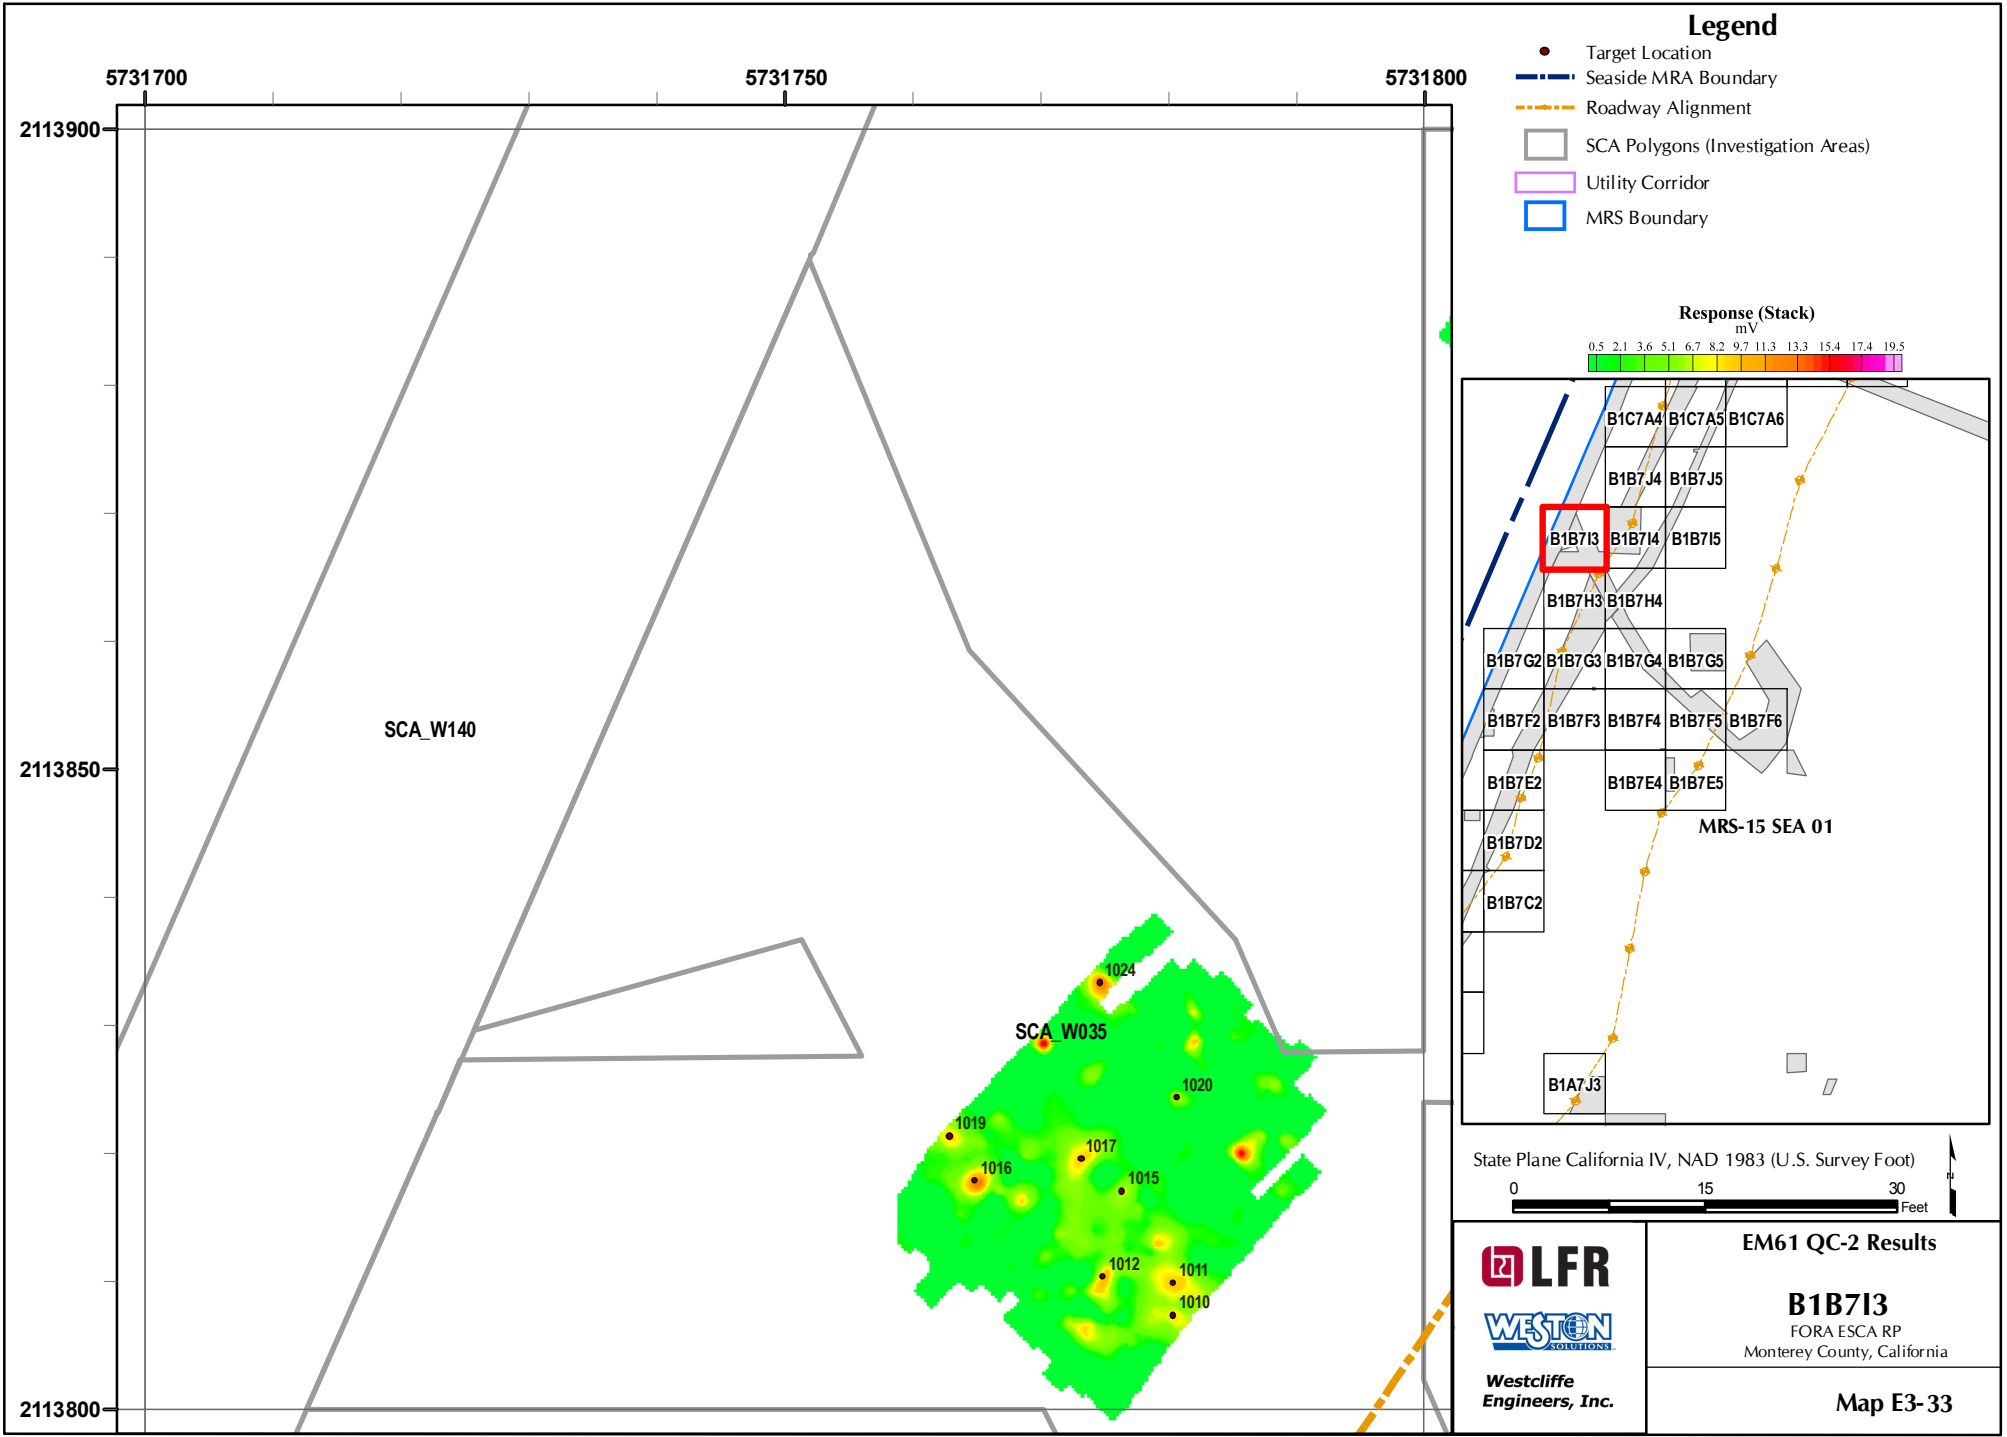 Legend
Target Location
Seaside MRA Boundary
Roadway Alignment
SCA Polygons (Investigation Areas)
Utility Corridor
MRS Boundary
5731700
5731750
5731800
2113900
2113850
2113800
SCA_W140
SCA_W035
1024
1020
1019
1017
1016
1015
1012
1011
1010
Response (Stack)
mV
0.5 2.1 3.6 5.1 6.7 8.2 9.7 11.3 13.3 15.4 17.4 19.5
B1C7A4 B1C7A5 B1C7A6
B1B7J4 B1B7J5
B1B7I3 B1B7I4 B1B7I5
B1B7H3 B1B7H4
B1B7G2 B1B7G3 B1B7G4 B1B7G5
B1B7F2 B1B7F3 B1B7F4 B1B7F5 B1B7F6
B1B7E2 B1B7E4 B1B7E5
MRS-15 SEA 01
B1B7D2
B1B7C2
B1A7J3
State Plane California IV, NAD 1983 (U.S. Survey Foot)
0 15 30
Feet
N
LFR
WESTON
SOLUTIONS
Westcliffe
Engineers, Inc.
EM61 QC-2 Results
B1B7I3
FORA ESCA RP
Monterey County, California
Map E3-33